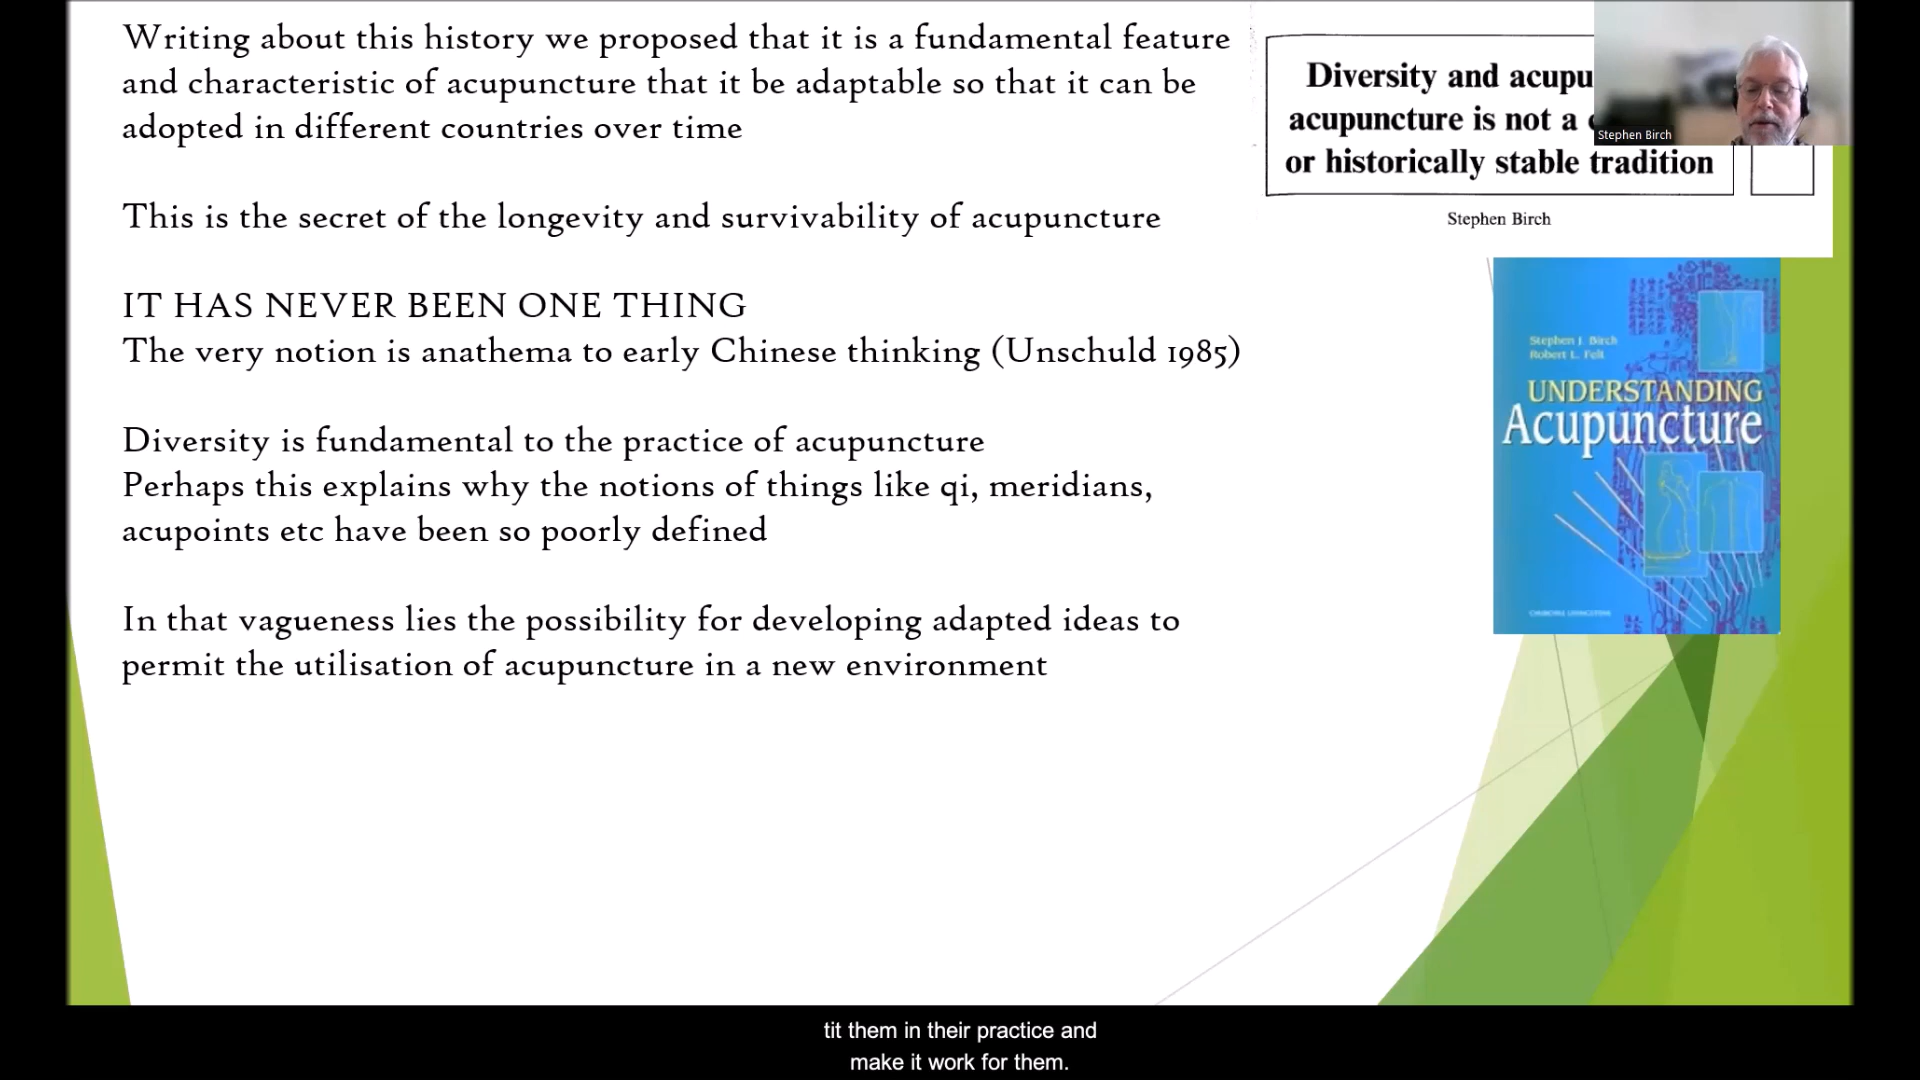 Writing about this history we proposed that it is a fundamental feature
and characteristic of acupuncture that it be adaptable so that it can be
adopted in different countries over time
This is the secret of the longevity and survivability of acupuncture
IT HAS NEVER BEEN ONE THING
The very notion is anathema to early Chinese thinking (Unschuld 1985)
Diversity is fundamental to the practice of acupuncture
Perhaps this explains why the notions of things like qi, meridians,
acupoints etc have been so poorly defined
In that vagueness lies the possibility for developing adapted ideas to
permit the utilisation of acupuncture in a new environment
Diversity and acupu
acupuncture is not a
or historically stable tradition
Stephen Birch
Stephen Birch
Stephen J. Birch
Robert L. Felt
UNDERSTANDING
Acupuncture
CHURCHILL LIVINGSTONE
tit them in their practice and
make it work for them.